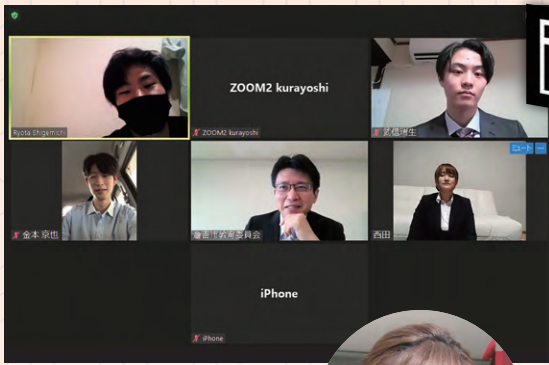 Ryota Shigemichi
ZOOM2 kurayoshi
ZOOM2 kurayoshi
武信瑞生
ミュート
金本 京也
倉吉市教育委員会
西田
iPhone
iPhone